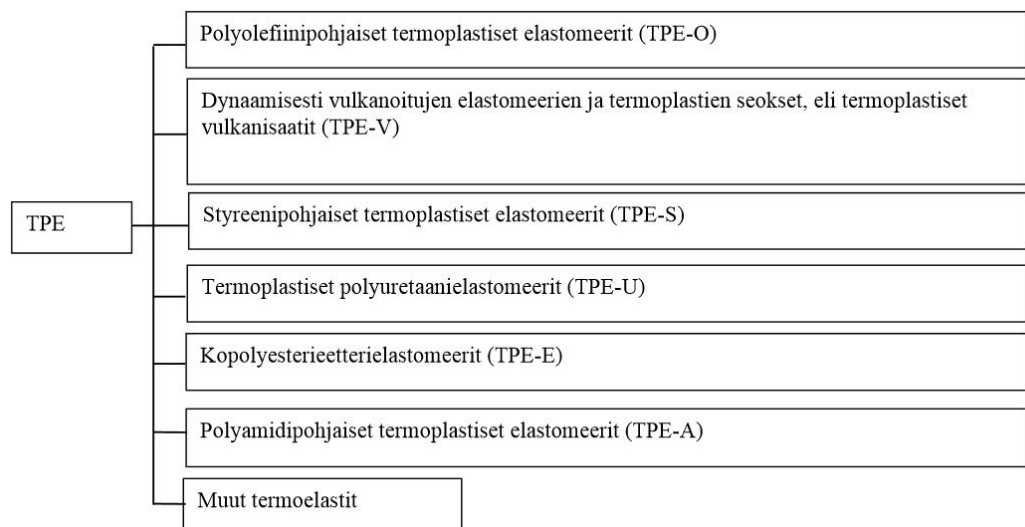 Polyolefiinipohjaiset termoplastiset elastomeerit (TPE-O)
Dynaamisesti vulkanoitujen elastomeerien ja termoplastien seokset, eli termoplastiset
vulkanisaatit (TPE-V)
TPE
Styreenipohjaiset termoplastiset elastomeerit (TPE-S)
Termoplastiset polyuretaanielastomeerit (TPE-U)
Kopolyesterieetterielastomeerit (TPE-E)
Polyamidipohjaiset termoplastiset elastomeerit (TPE-A)
Muut termoelastit